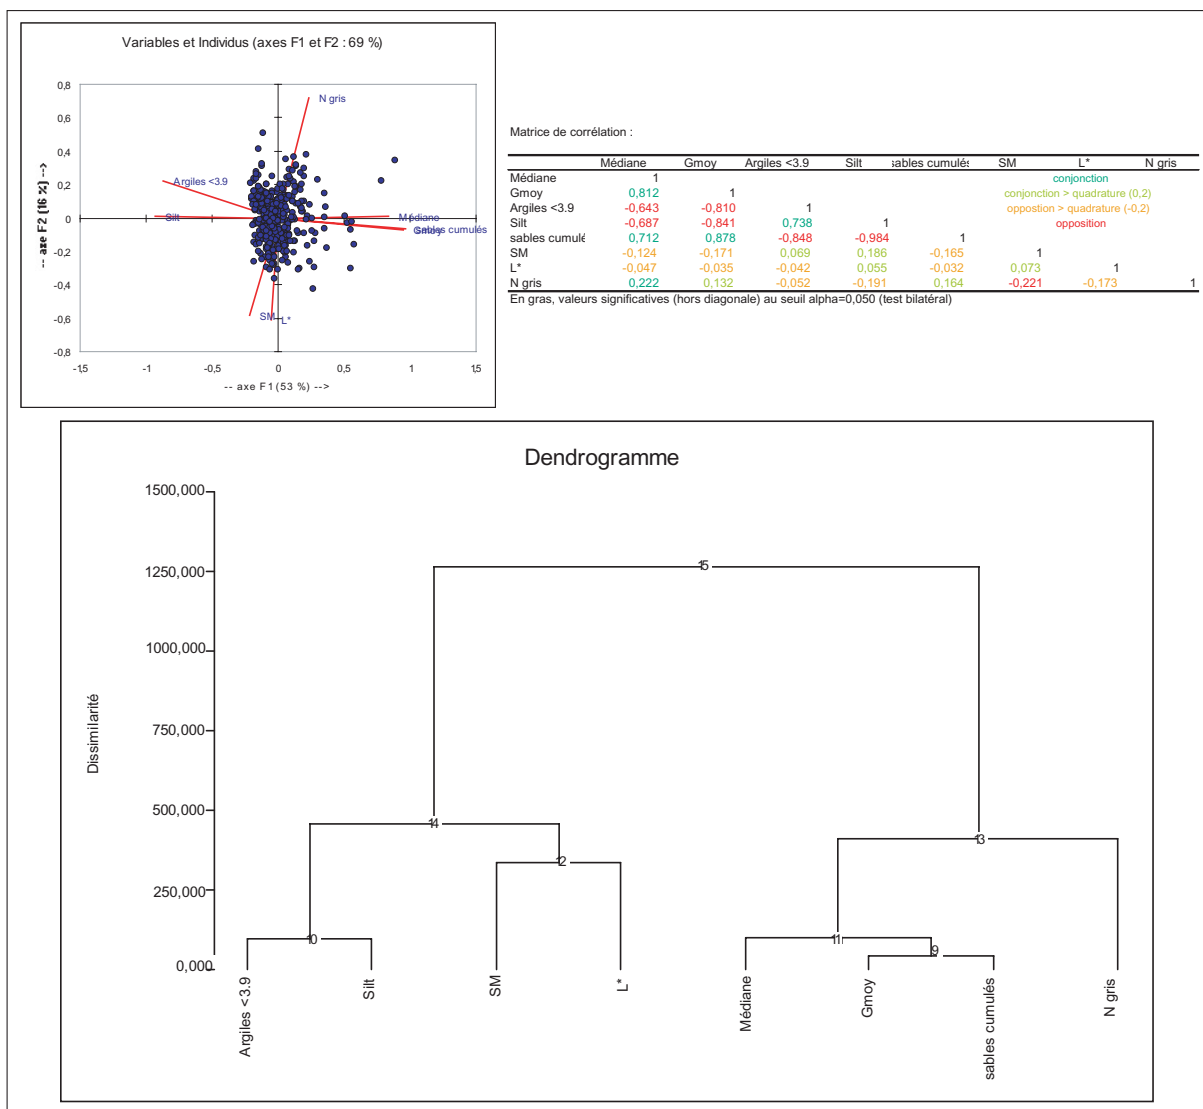 Variables et Individus (axes F1 et F2 : 69 %)
0,8
0,6
0,4
0,2
0
-0,2
-0,4
-0,6
-0,8
-- axe F2 (16 %) -->
N gris
Argiles <3.9
Silt
Médiane
sables cumulés
Gmoy
SM
L*
-1,5 -1 -0,5 0 0,5 1 1,5
-- axe F1 (53 %) -->
Matrice de corrélation :
Médiane Gmoy Argiles <3.9 Silt sables cumulés SM L* N gris
Médiane 1 conjonction
Gmoy 0,812 1 conjonction > quadrature (0,2)
Argiles <3.9 -0,643 -0,810 1 oppostion > quadrature (-0,2)
Silt -0,687 -0,841 0,738 1 opposition
sables cumulé 0,712 0,878 -0,848 -0,984 1
SM -0,124 -0,171 0,069 0,186 -0,165 1
L* -0,047 -0,035 -0,042 0,055 -0,032 0,073 1
N gris 0,222 0,132 -0,052 -0,191 0,164 -0,221 -0,173 1
En gras, valeurs significatives (hors diagonale) au seuil alpha=0,050 (test bilatéral)
Dendrogramme
Dissimilarité
1500,000
1250,000
1000,000
750,000
500,000
250,000
0,000
15
14
13
12
10
11
9
Argiles <3.9
Silt
SM
L*
Médiane
Gmoy
sables cumulés
N gris